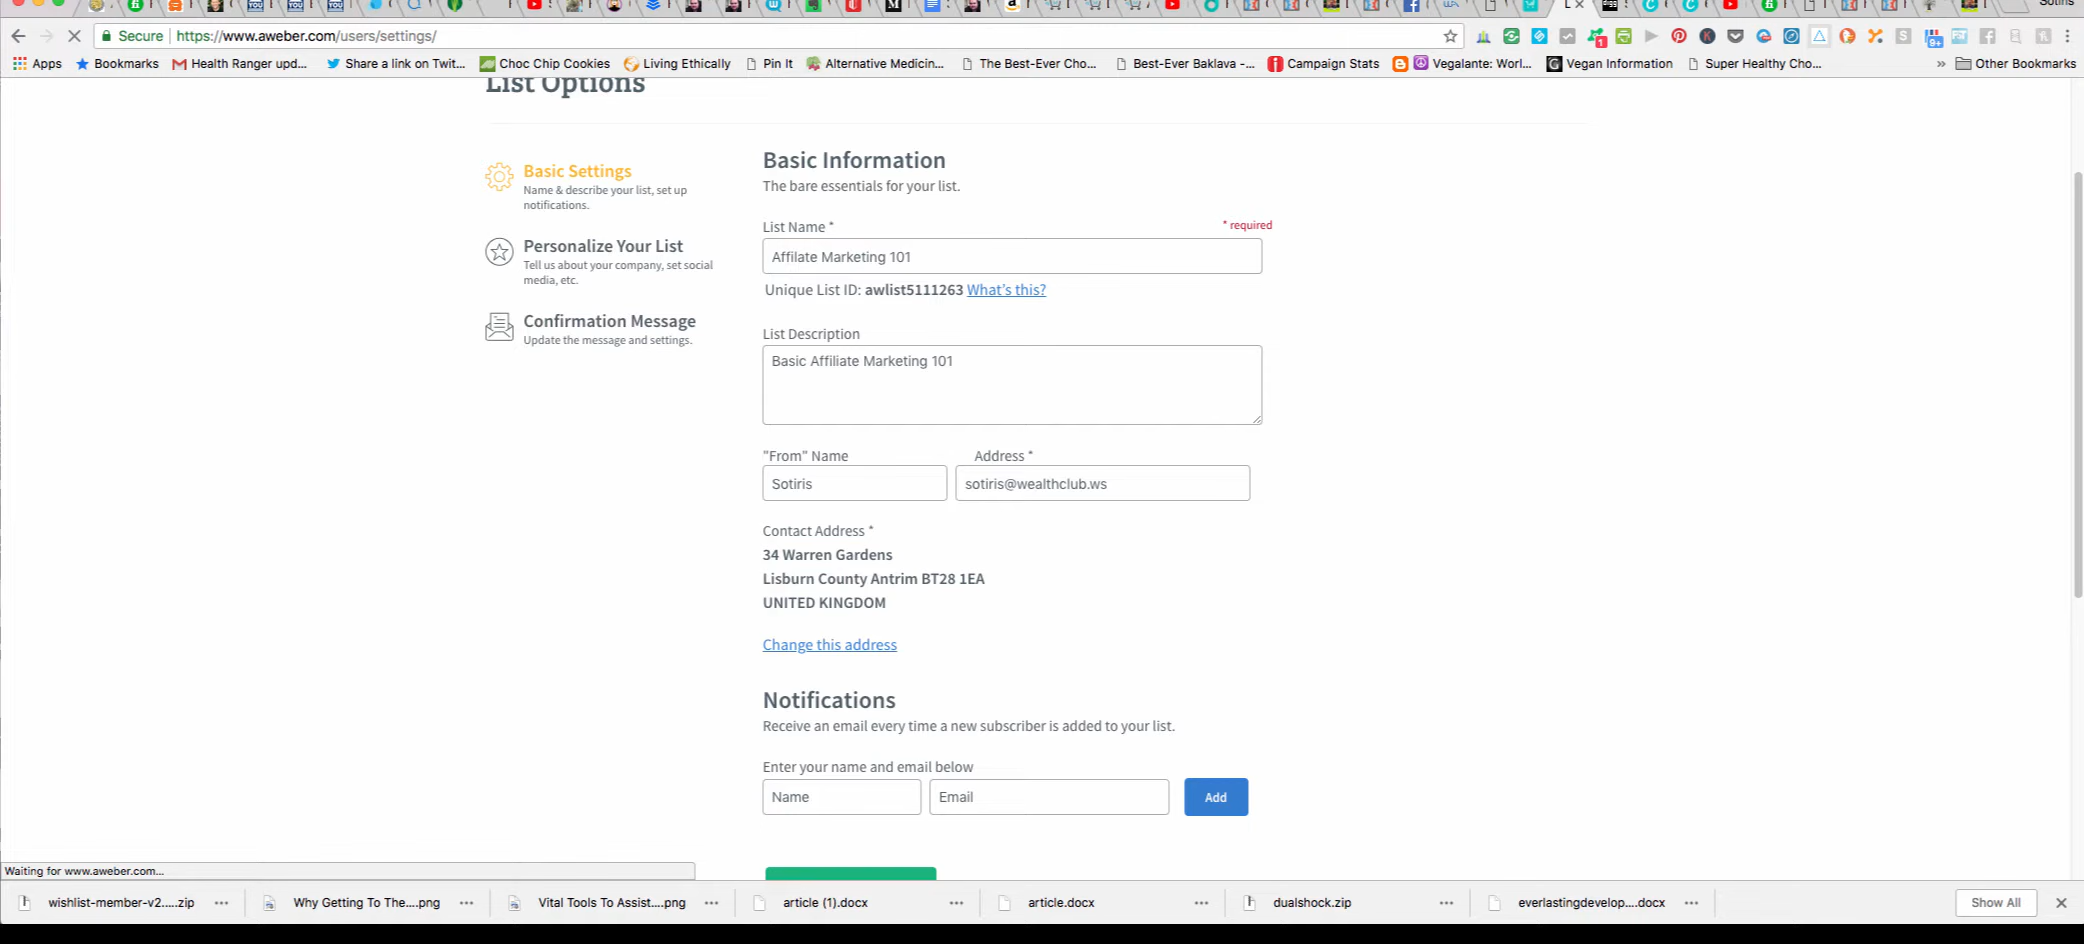 Sotiris
Secure https://www.aweber.com/users/settings/
Apps Bookmarks Health Ranger upd... Share a link on Twit... Choc Chip Cookies Living Ethically Pin It Alternative Medicin... The Best-Ever Cho... Best-Ever Baklava -... Campaign Stats Vegalante: Worl... Vegan Information Super Healthy Cho... » Other Bookmarks
List Options
Basic Settings
Name & describe your list, set up
notifications.
Personalize Your List
Tell us about your company, set social
media, etc.
Confirmation Message
Update the message and settings.
Basic Information
The bare essentials for your list.
List Name * * required
Affilate Marketing 101
Unique List ID: awlist5111263 What's this?
List Description
Basic Affiliate Marketing 101
"From" Name Address *
Sotiris sotiris@wealthclub.ws
Contact Address *
34 Warren Gardens
Lisburn County Antrim BT28 1EA
UNITED KINGDOM
Change this address
Notifications
Receive an email every time a new subscriber is added to your list.
Enter your name and email below
Name Email Add
Waiting for www.aweber.com...
wishlist-member-v2.....zip Why Getting To The....png Vital Tools To Assist....png article (1).docx article.docx dualshock.zip everlastingdevelop....docx Show All